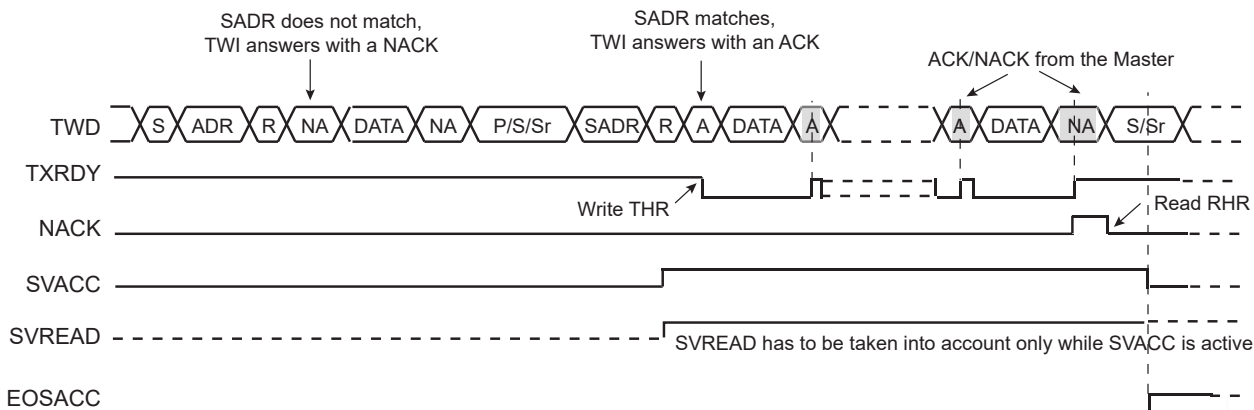 SADR does not match,
TWI answers with a NACK
SADR matches,
TWI answers with an ACK
ACK/NACK from the Master
TWD S ADR R NA DATA NA P/S/Sr SADR R A DATA A A DATA NA S/Sr
TXRDY
Write THR
Read RHR
NACK
SVACC
SVREAD
SVREAD has to be taken into account only while SVACC is active
EOSACC